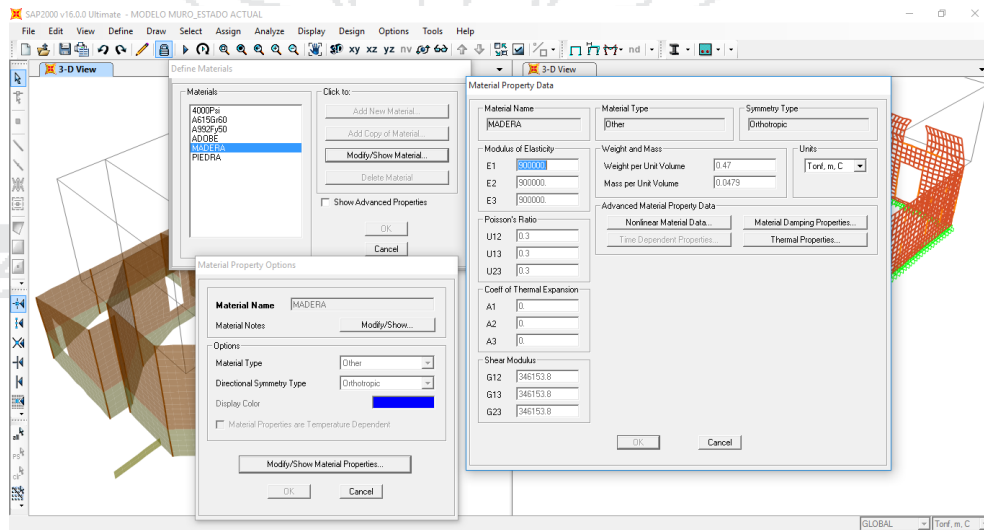 SAP2000 v16.0.0 Ultimate - MODELO MURO_ESTADO ACTUAL
File Edit View Define Draw Select Assign Analyze Display Design Options Tools Help
xy xz yz nv nd
3-D View
3-D View
Define Materials
Materials
4000Psi
A615Gr60
A992Fy50
ADOBE
MADERA
PIEDRA
Click to:
Add New Material...
Add Copy of Material...
Modify/Show Material...
Delete Material
Show Advanced Properties
OK
Cancel
Material Property Options
Material Name MADERA
Material Notes Modify/Show...
Options
Material Type Other
Directional Symmetry Type Orthotropic
Display Color
Material Properties are Temperature Dependent
Modify/Show Material Properties...
OK Cancel
Material Property Data
Material Name
MADERA
Material Type
Other
Symmetry Type
Orthotropic
Modulus of Elasticity
E1 900000.
E2 900000.
E3 900000.
Weight and Mass
Weight per Unit Volume 0.47
Mass per Unit Volume 0.0479
Units
Tonf, m, C
Poisson's Ratio
U12 0.3
U13 0.3
U23 0.3
Advanced Material Property Data
Nonlinear Material Data... Material Damping Properties...
Time Dependent Properties... Thermal Properties...
Coeff of Thermal Expansion
A1 0.
A2 0.
A3 0.
Shear Modulus
G12 346153.8
G13 346153.8
G23 346153.8
OK Cancel
GLOBAL Tonf, m, C